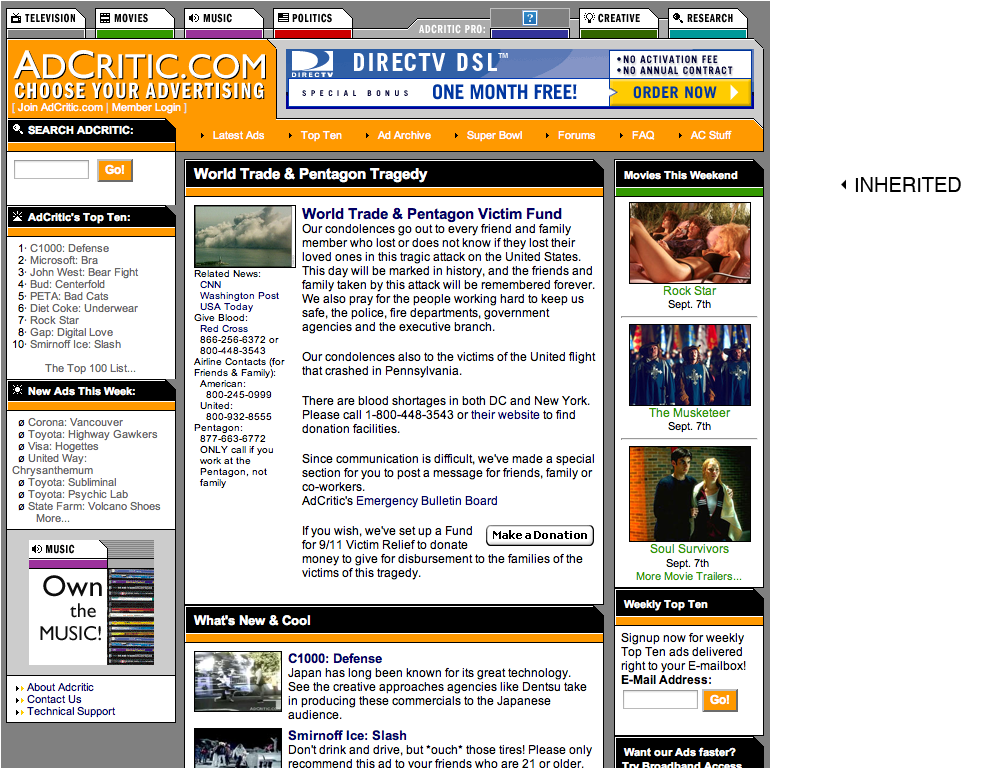 TELEVISION
MOVIES
MUSIC
POLITICS
ADCRITIC PRO:
?
CREATIVE
RESEARCH
ADCRITIC.COM
CHOOSE YOUR ADVERTISING
[ Join AdCritic.com | Member Login ]
DIRECTV
DIRECTV DSL™
•NO ACTIVATION FEE
•NO ANNUAL CONTRACT
SPECIAL BONUS ONE MONTH FREE!
ORDER NOW
SEARCH ADCRITIC:
Latest Ads
Top Ten
Ad Archive
Super Bowl
Forums
FAQ
AC Stuff
Go!
AdCritic's Top Ten:
1· C1000: Defense
2· Microsoft: Bra
3· John West: Bear Fight
4· Bud: Centerfold
5· PETA: Bad Cats
6· Diet Coke: Underwear
7· Rock Star
8· Gap: Digital Love
10· Smirnoff Ice: Slash
The Top 100 List...
New Ads This Week:
ø Corona: Vancouver
ø Toyota: Highway Gawkers
ø Visa: Hogettes
ø United Way:
Chrysanthemum
ø Toyota: Subliminal
ø Toyota: Psychic Lab
ø State Farm: Volcano Shoes
More...
MUSIC
Own
the
MUSIC!
About Adcritic
Contact Us
Technical Support
World Trade & Pentagon Tragedy
Related News:
CNN
Washington Post
USA Today
Give Blood:
Red Cross
866-256-6372 or
800-448-3543
Airline Contacts (for
Friends & Family):
American:
800-245-0999
United:
800-932-8555
Pentagon:
877-663-6772
ONLY call if you
work at the
Pentagon, not
family
World Trade & Pentagon Victim Fund
Our condolences go out to every friend and family
member who lost or does not know if they lost their
loved ones in this tragic attack on the United States.
This day will be marked in history, and the friends and
family taken by this attack will be remembered forever.
We also pray for the people working hard to keep us
safe, the police, fire departments, government
agencies and the executive branch.
Our condolences also to the victims of the United flight
that crashed in Pennsylvania.
There are blood shortages in both DC and New York.
Please call 1-800-448-3543 or their website to find
donation facilities.
Since communication is difficult, we've made a special
section for you to post a message for friends, family or
co-workers.
AdCritic's Emergency Bulletin Board
If you wish, we've set up a Fund
for 9/11 Victim Relief to donate
money to give for disbursement to the families of the
victims of this tragedy.
Make a Donation
What's New & Cool
C1000: Defense
Japan has long been known for its great technology.
See the creative approaches agencies like Dentsu take
in producing these commercials to the Japanese
audience.
ADCRITIC.COM
Smirnoff Ice: Slash
Don't drink and drive, but *ouch* those tires! Please only
recommend this ad to your friends who are 21 or older.
Movies This Weekend
Rock Star
Sept. 7th
The Musketeer
Sept. 7th
Soul Survivors
Sept. 7th
More Movie Trailers...
Weekly Top Ten
Signup now for weekly
Top Ten ads delivered
right to your E-mailbox!
E-Mail Address:
Go!
Want our Ads faster?
Try Broadband Access
INHERITED